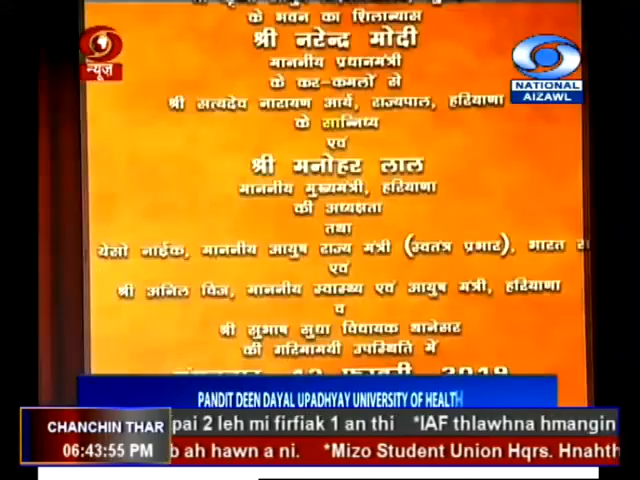 के भवन का शिलान्यास
श्री नरेन्द्र मोदी
माननीय प्रधानमंत्री
के कर-कमलों से
श्री सत्यदेव नारायण आर्य, राज्यपाल, हरियाणा
के सान्निध्य
एवं
श्री मनोहर लाल
माननीय मुख्यमंत्री, हरियाणा
की अध्यक्षता
तथा
येसो नाईक, माननीय आयुष राज्य मंत्री (स्वतंत्र प्रभार), भारत स
एवं
श्री अनिल विज, माननीय स्वास्थ्य एवं आयुष मंत्री, हरियाणा
व
श्री सुभाष सुधा विधायक थानेसर
की गरिमामयी उपस्थिति में
12 फरवरी 2019
न्यूज़
NATIONAL
AIZAWL
PANDIT DEEN DAYAL UPADHYAY UNIVERSITY OF HEALTH
CHANCHIN THAR
06:43:55 PM
pai 2 leh mi firfiak 1 an thi *IAF thlawhna hmangin
b ah hawn a ni. *Mizo Student Union Hqrs. Hnahth